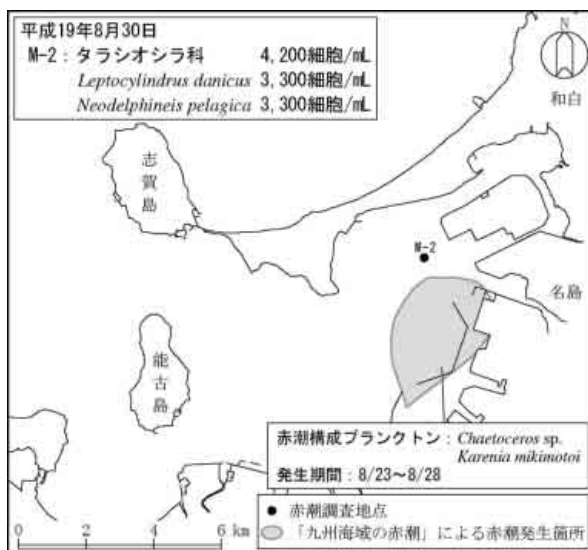 平成19年8月30日
M-2：タラシオシラ科 4,200細胞/mL
Leptocylindrus danicus 3,300細胞/mL
Neodelphineis pelagica 3,300細胞/mL
N
和白
志賀島
M-2
名島
能古島
赤潮構成プランクトン：Chaetoceros sp.
Karenia mikimotoi
発生期間：8/23～8/28
● 赤潮調査地点
「九州海域の赤潮」による赤潮発生箇所
0 2 4 6 km